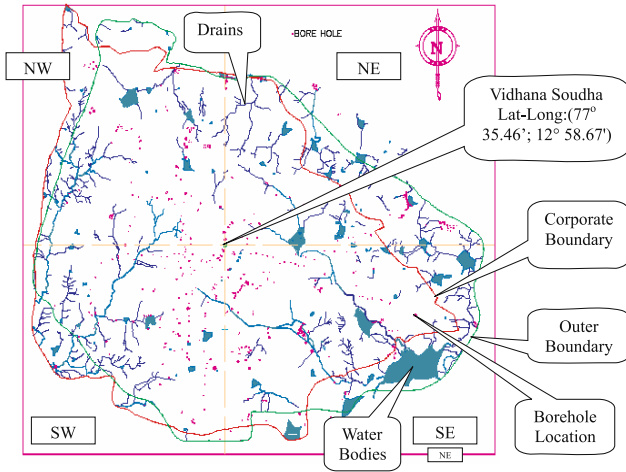 Drains
BORE HOLE
NW
NE
N
Vidhana Soudha
Lat-Long:(77°
35.46’; 12° 58.67')
Corporate
Boundary
Outer
Boundary
SW
Water
Bodies
SE
NE
Borehole
Location